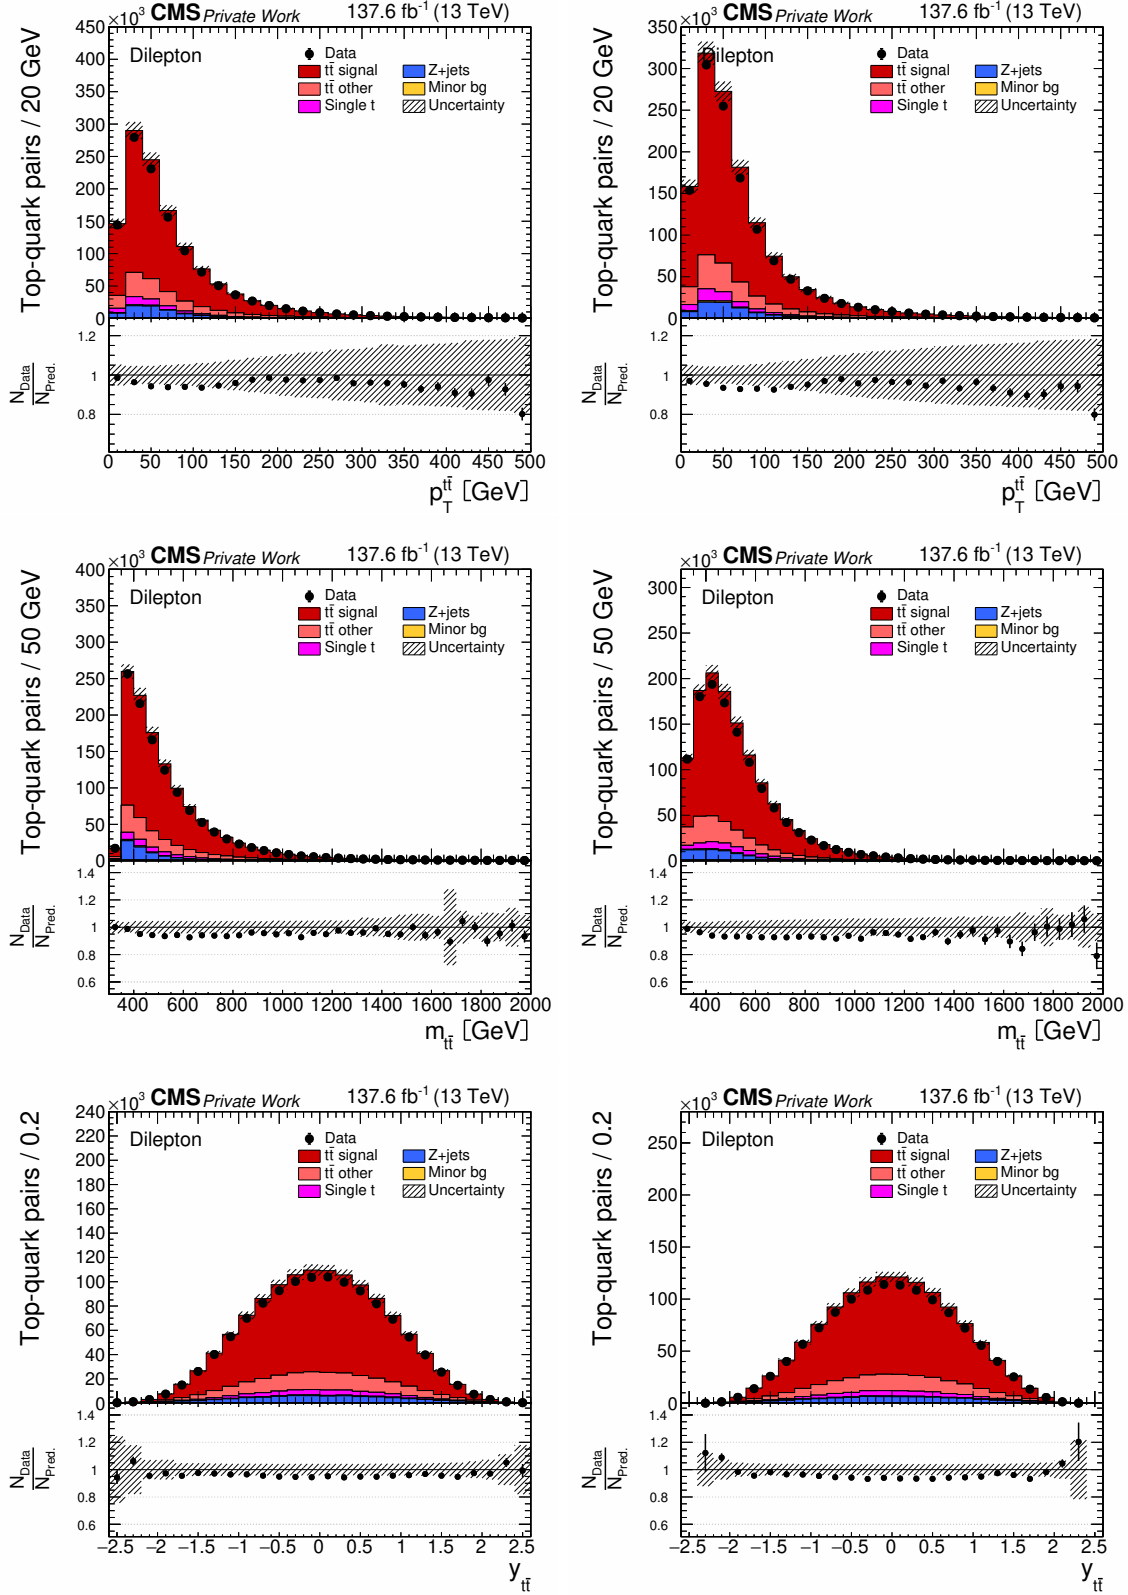 ×10³ CMS Private Work 137.6 fb⁻¹ (13 TeV)
Top-quark pairs / 20 GeV
450
400
350
300
250
200
150
100
50
0
Dilepton
Data
tt̄ signal Z+jets
tt̄ other Minor bg
Single t Uncertainty
N_Data
N_Pred.
1.2
1
0.8
0 50 100 150 200 250 300 350 400 450 500
p_T^tt̄ [GeV]
×10³ CMS Private Work 137.6 fb⁻¹ (13 TeV)
Top-quark pairs / 20 GeV
350
300
250
200
150
100
50
0
Dilepton
Data
tt̄ signal Z+jets
tt̄ other Minor bg
Single t Uncertainty
N_Data
N_Pred.
1.2
1
0.8
0 50 100 150 200 250 300 350 400 450 500
p_T^tt̄ [GeV]
×10³ CMS Private Work 137.6 fb⁻¹ (13 TeV)
Top-quark pairs / 50 GeV
400
350
300
250
200
150
100
50
0
Dilepton
Data
tt̄ signal Z+jets
tt̄ other Minor bg
Single t Uncertainty
N_Data
N_Pred.
1.4
1.2
1
0.8
0.6
400 600 800 1000 1200 1400 1600 1800 2000
m_tt̄ [GeV]
×10³ CMS Private Work 137.6 fb⁻¹ (13 TeV)
Top-quark pairs / 50 GeV
300
250
200
150
100
50
0
Dilepton
Data
tt̄ signal Z+jets
tt̄ other Minor bg
Single t Uncertainty
N_Data
N_Pred.
1.4
1.2
1
0.8
0.6
400 600 800 1000 1200 1400 1600 1800 2000
m_tt̄ [GeV]
×10³ CMS Private Work 137.6 fb⁻¹ (13 TeV)
Top-quark pairs / 0.2
240
220
200
180
160
140
120
100
80
60
40
20
0
Dilepton
Data
tt̄ signal Z+jets
tt̄ other Minor bg
Single t Uncertainty
N_Data
N_Pred.
1.4
1.2
1
0.8
0.6
−2.5 −2 −1.5 −1 −0.5 0 0.5 1 1.5 2 2.5
y_tt̄
×10³ CMS Private Work 137.6 fb⁻¹ (13 TeV)
Top-quark pairs / 0.2
250
200
150
100
50
0
Dilepton
Data
tt̄ signal Z+jets
tt̄ other Minor bg
Single t Uncertainty
N_Data
N_Pred.
1.4
1.2
1
0.8
0.6
−2.5 −2 −1.5 −1 −0.5 0 0.5 1 1.5 2 2.5
y_tt̄